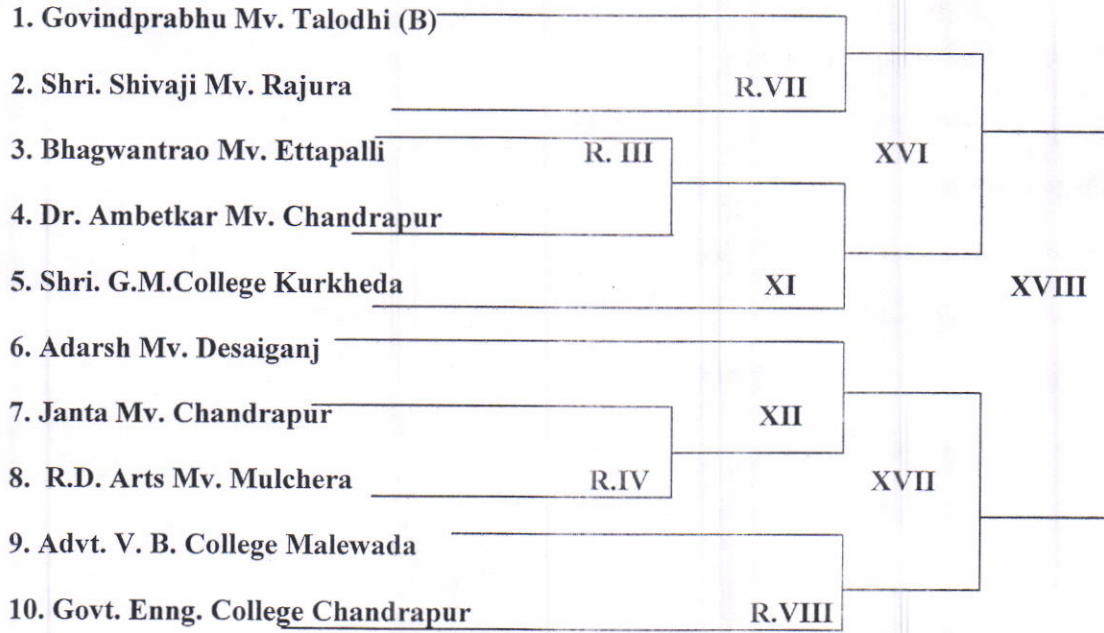 1. Govindprabhu Mv. Talodhi (B)
2. Shri. Shivaji Mv. Rajura R.VII
3. Bhagwantrao Mv. Ettapalli R. III XVI
4. Dr. Ambetkar Mv. Chandrapur
5. Shri. G.M.College Kurkheda XI XVIII
6. Adarsh Mv. Desaiganj
7. Janta Mv. Chandrapur XII
8. R.D. Arts Mv. Mulchera R.IV XVII
9. Advt. V. B. College Malewada
10. Govt. Enng. College Chandrapur R.VIII